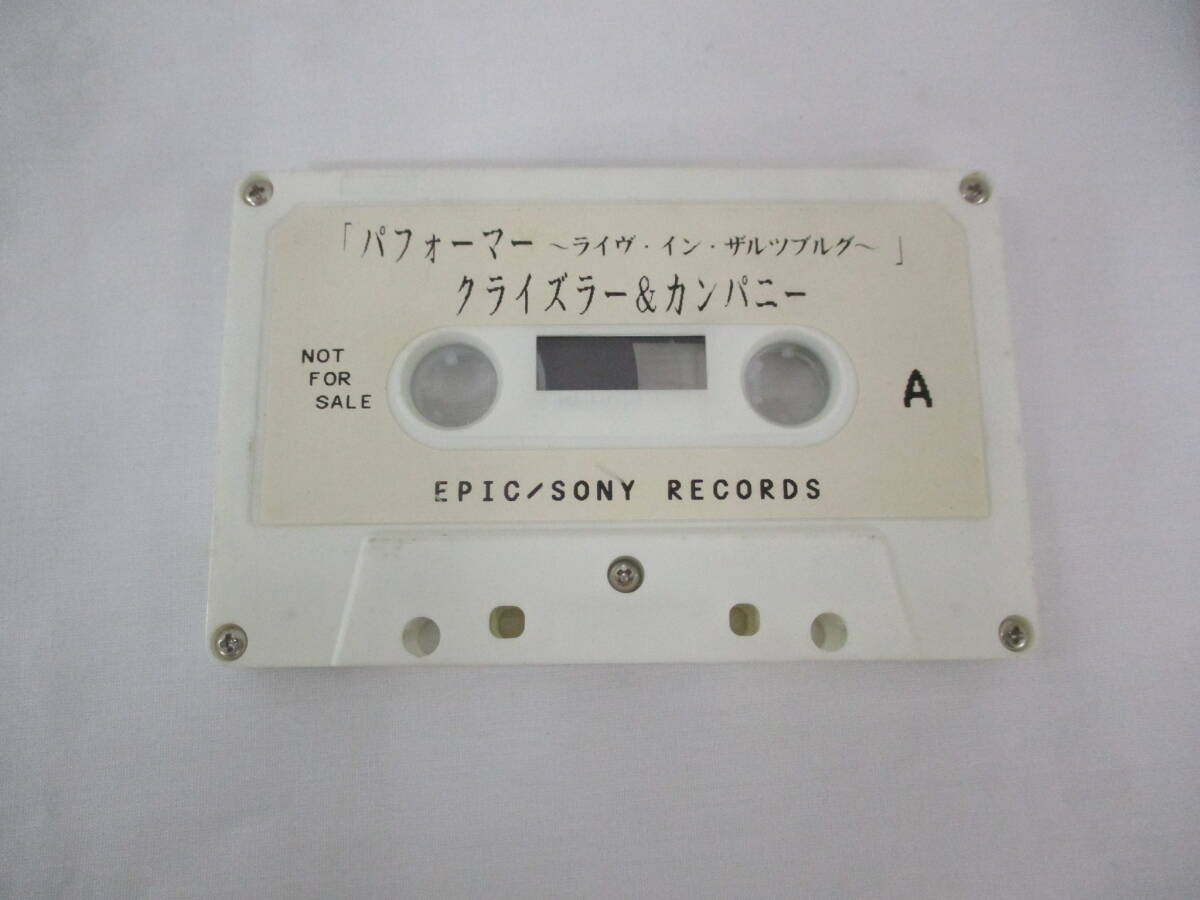 「パフォーマー ～ライヴ・イン・ザルツブルグ～ 」
クライズラー&カンパニー
NOT
FOR
SALE
A
EPIC/SONY RECORDS